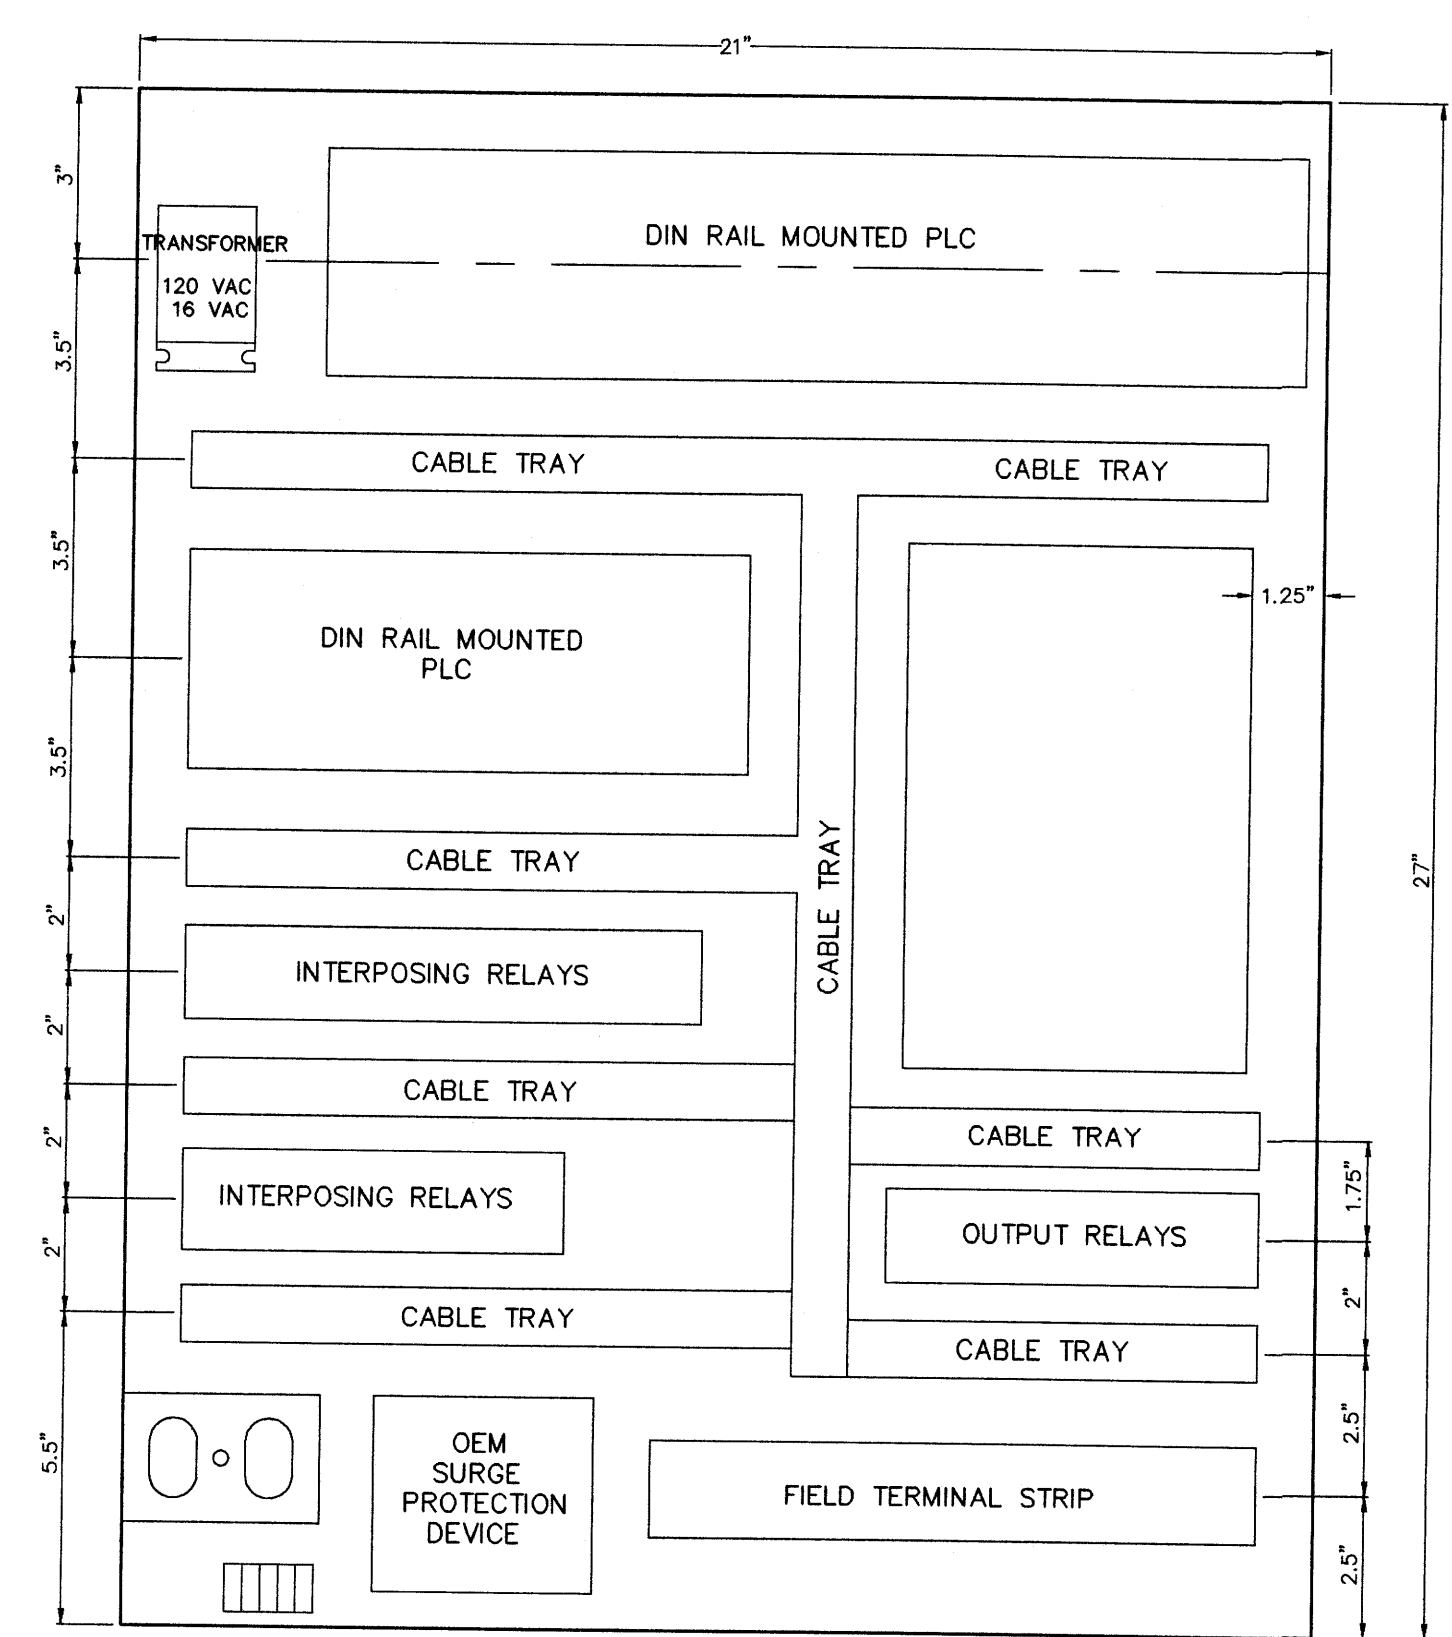 21"
3"
DIN RAIL MOUNTED PLC
TRANSFORMER
120 VAC
16 VAC
3.5"
CABLE TRAY
CABLE TRAY
3.5"
1.25"
DIN RAIL MOUNTED
PLC
3.5"
CABLE TRAY
CABLE TRAY
27"
2"
INTERPOSING RELAYS
2"
CABLE TRAY
CABLE TRAY
2"
1.75"
INTERPOSING RELAYS
OUTPUT RELAYS
2"
2"
CABLE TRAY
CABLE TRAY
5.5"
2.5"
OEM
SURGE
PROTECTION
DEVICE
FIELD TERMINAL STRIP
2.5"